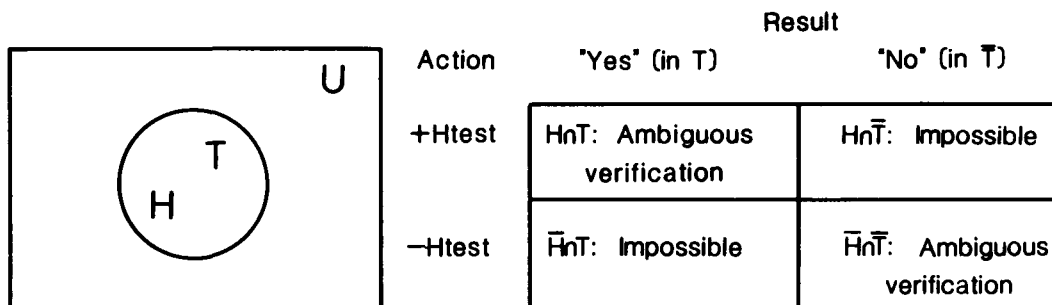 U
T
H
Result
Action "Yes" (in T) "No" (in T̅)
+Htest H∩T: Ambiguous verification H∩T̅: Impossible
−Htest H̅∩T: Impossible H̅∩T̅: Ambiguous verification